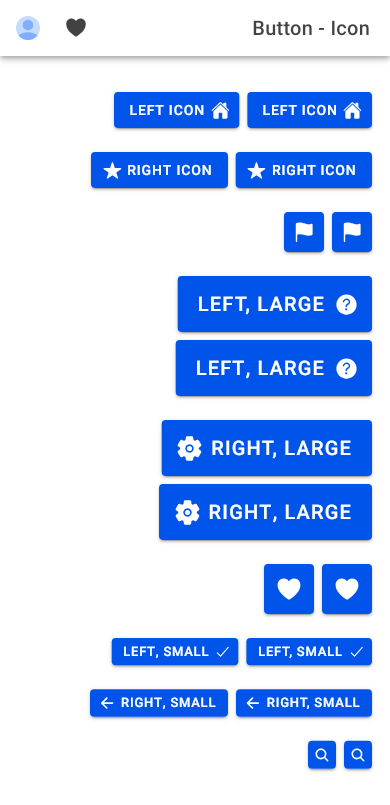 Button - Icon
LEFT ICON LEFT ICON
RIGHT ICON RIGHT ICON
LEFT, LARGE
LEFT, LARGE
RIGHT, LARGE
RIGHT, LARGE
LEFT, SMALL LEFT, SMALL
RIGHT, SMALL RIGHT, SMALL